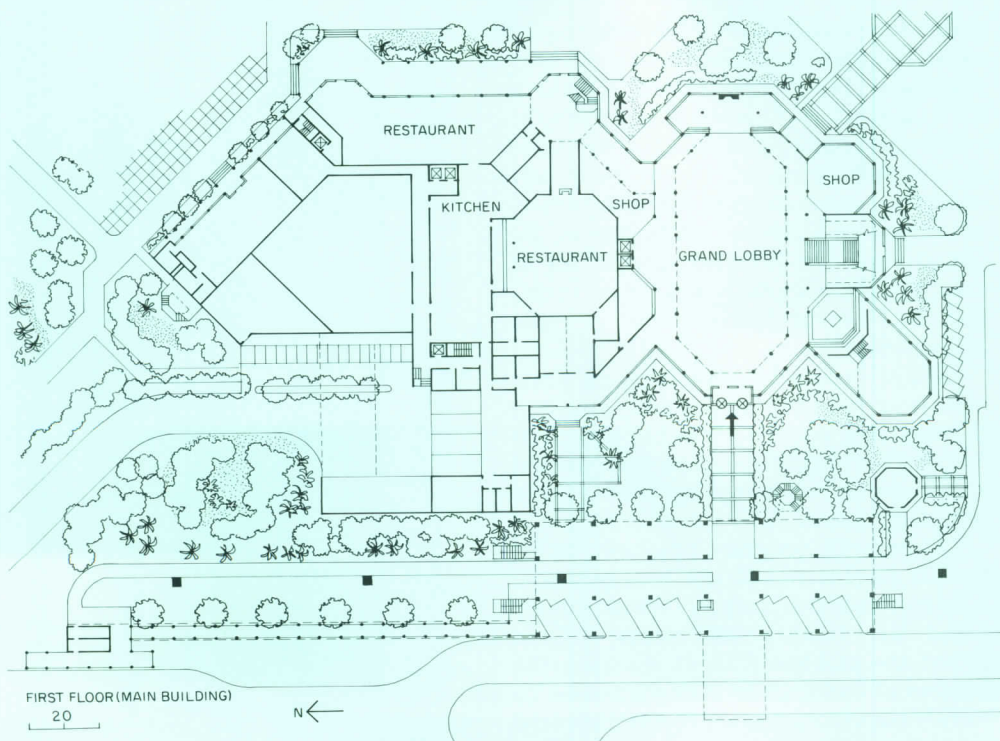 RESTAURANT
SHOP
KITCHEN
SHOP
RESTAURANT
GRAND LOBBY
FIRST FLOOR (MAIN BUILDING)
20
N